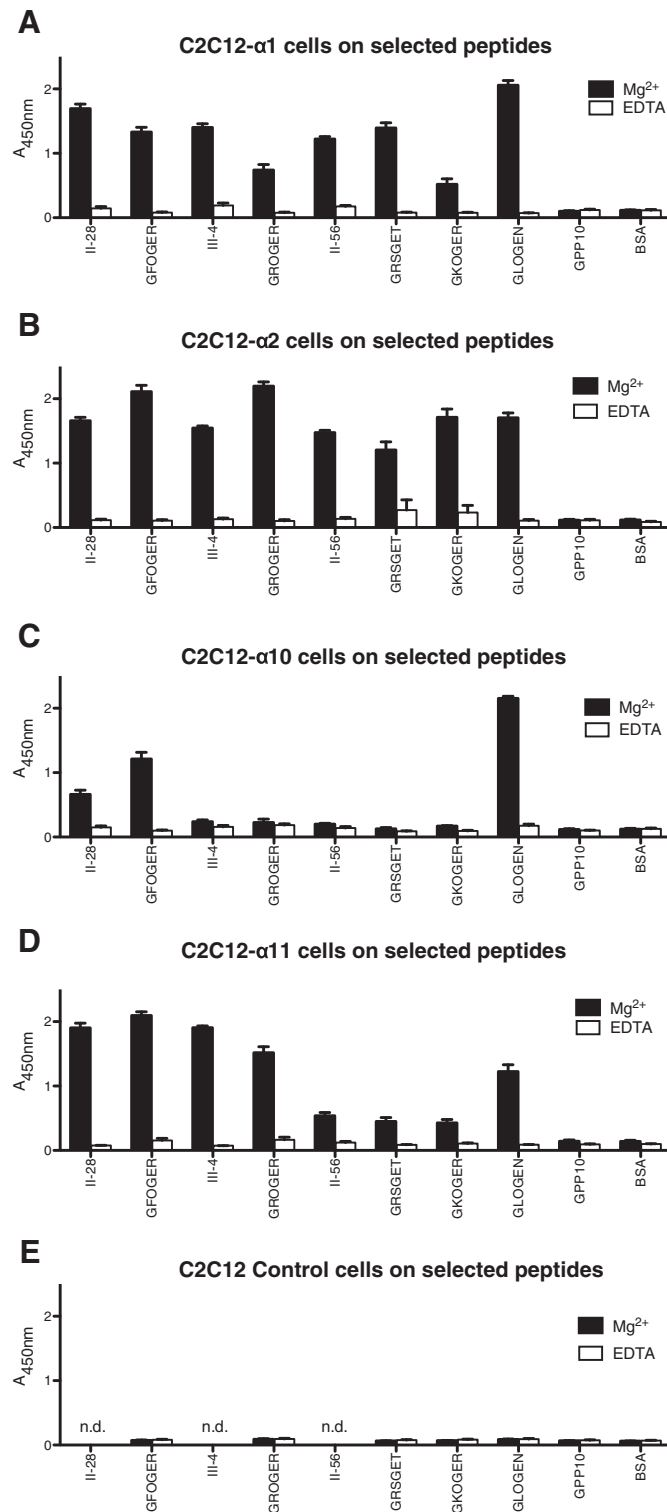 A
C2C12-α1 cells on selected peptides
Mg²⁺
EDTA
A450nm
2
1
0
II-28
GFOGER
III-4
GROGER
II-56
GRSGET
GKOGER
GLOGEN
GPP10
BSA
B
C2C12-α2 cells on selected peptides
Mg²⁺
EDTA
A450nm
2
1
0
II-28
GFOGER
III-4
GROGER
II-56
GRSGET
GKOGER
GLOGEN
GPP10
BSA
C
C2C12-α10 cells on selected peptides
Mg²⁺
EDTA
A450nm
2
1
0
II-28
GFOGER
III-4
GROGER
II-56
GRSGET
GKOGER
GLOGEN
GPP10
BSA
D
C2C12-α11 cells on selected peptides
Mg²⁺
EDTA
A450nm
2
1
0
II-28
GFOGER
III-4
GROGER
II-56
GRSGET
GKOGER
GLOGEN
GPP10
BSA
E
C2C12 Control cells on selected peptides
Mg²⁺
EDTA
A450nm
2
1
0
n.d.
n.d.
n.d.
II-28
GFOGER
III-4
GROGER
II-56
GRSGET
GKOGER
GLOGEN
GPP10
BSA